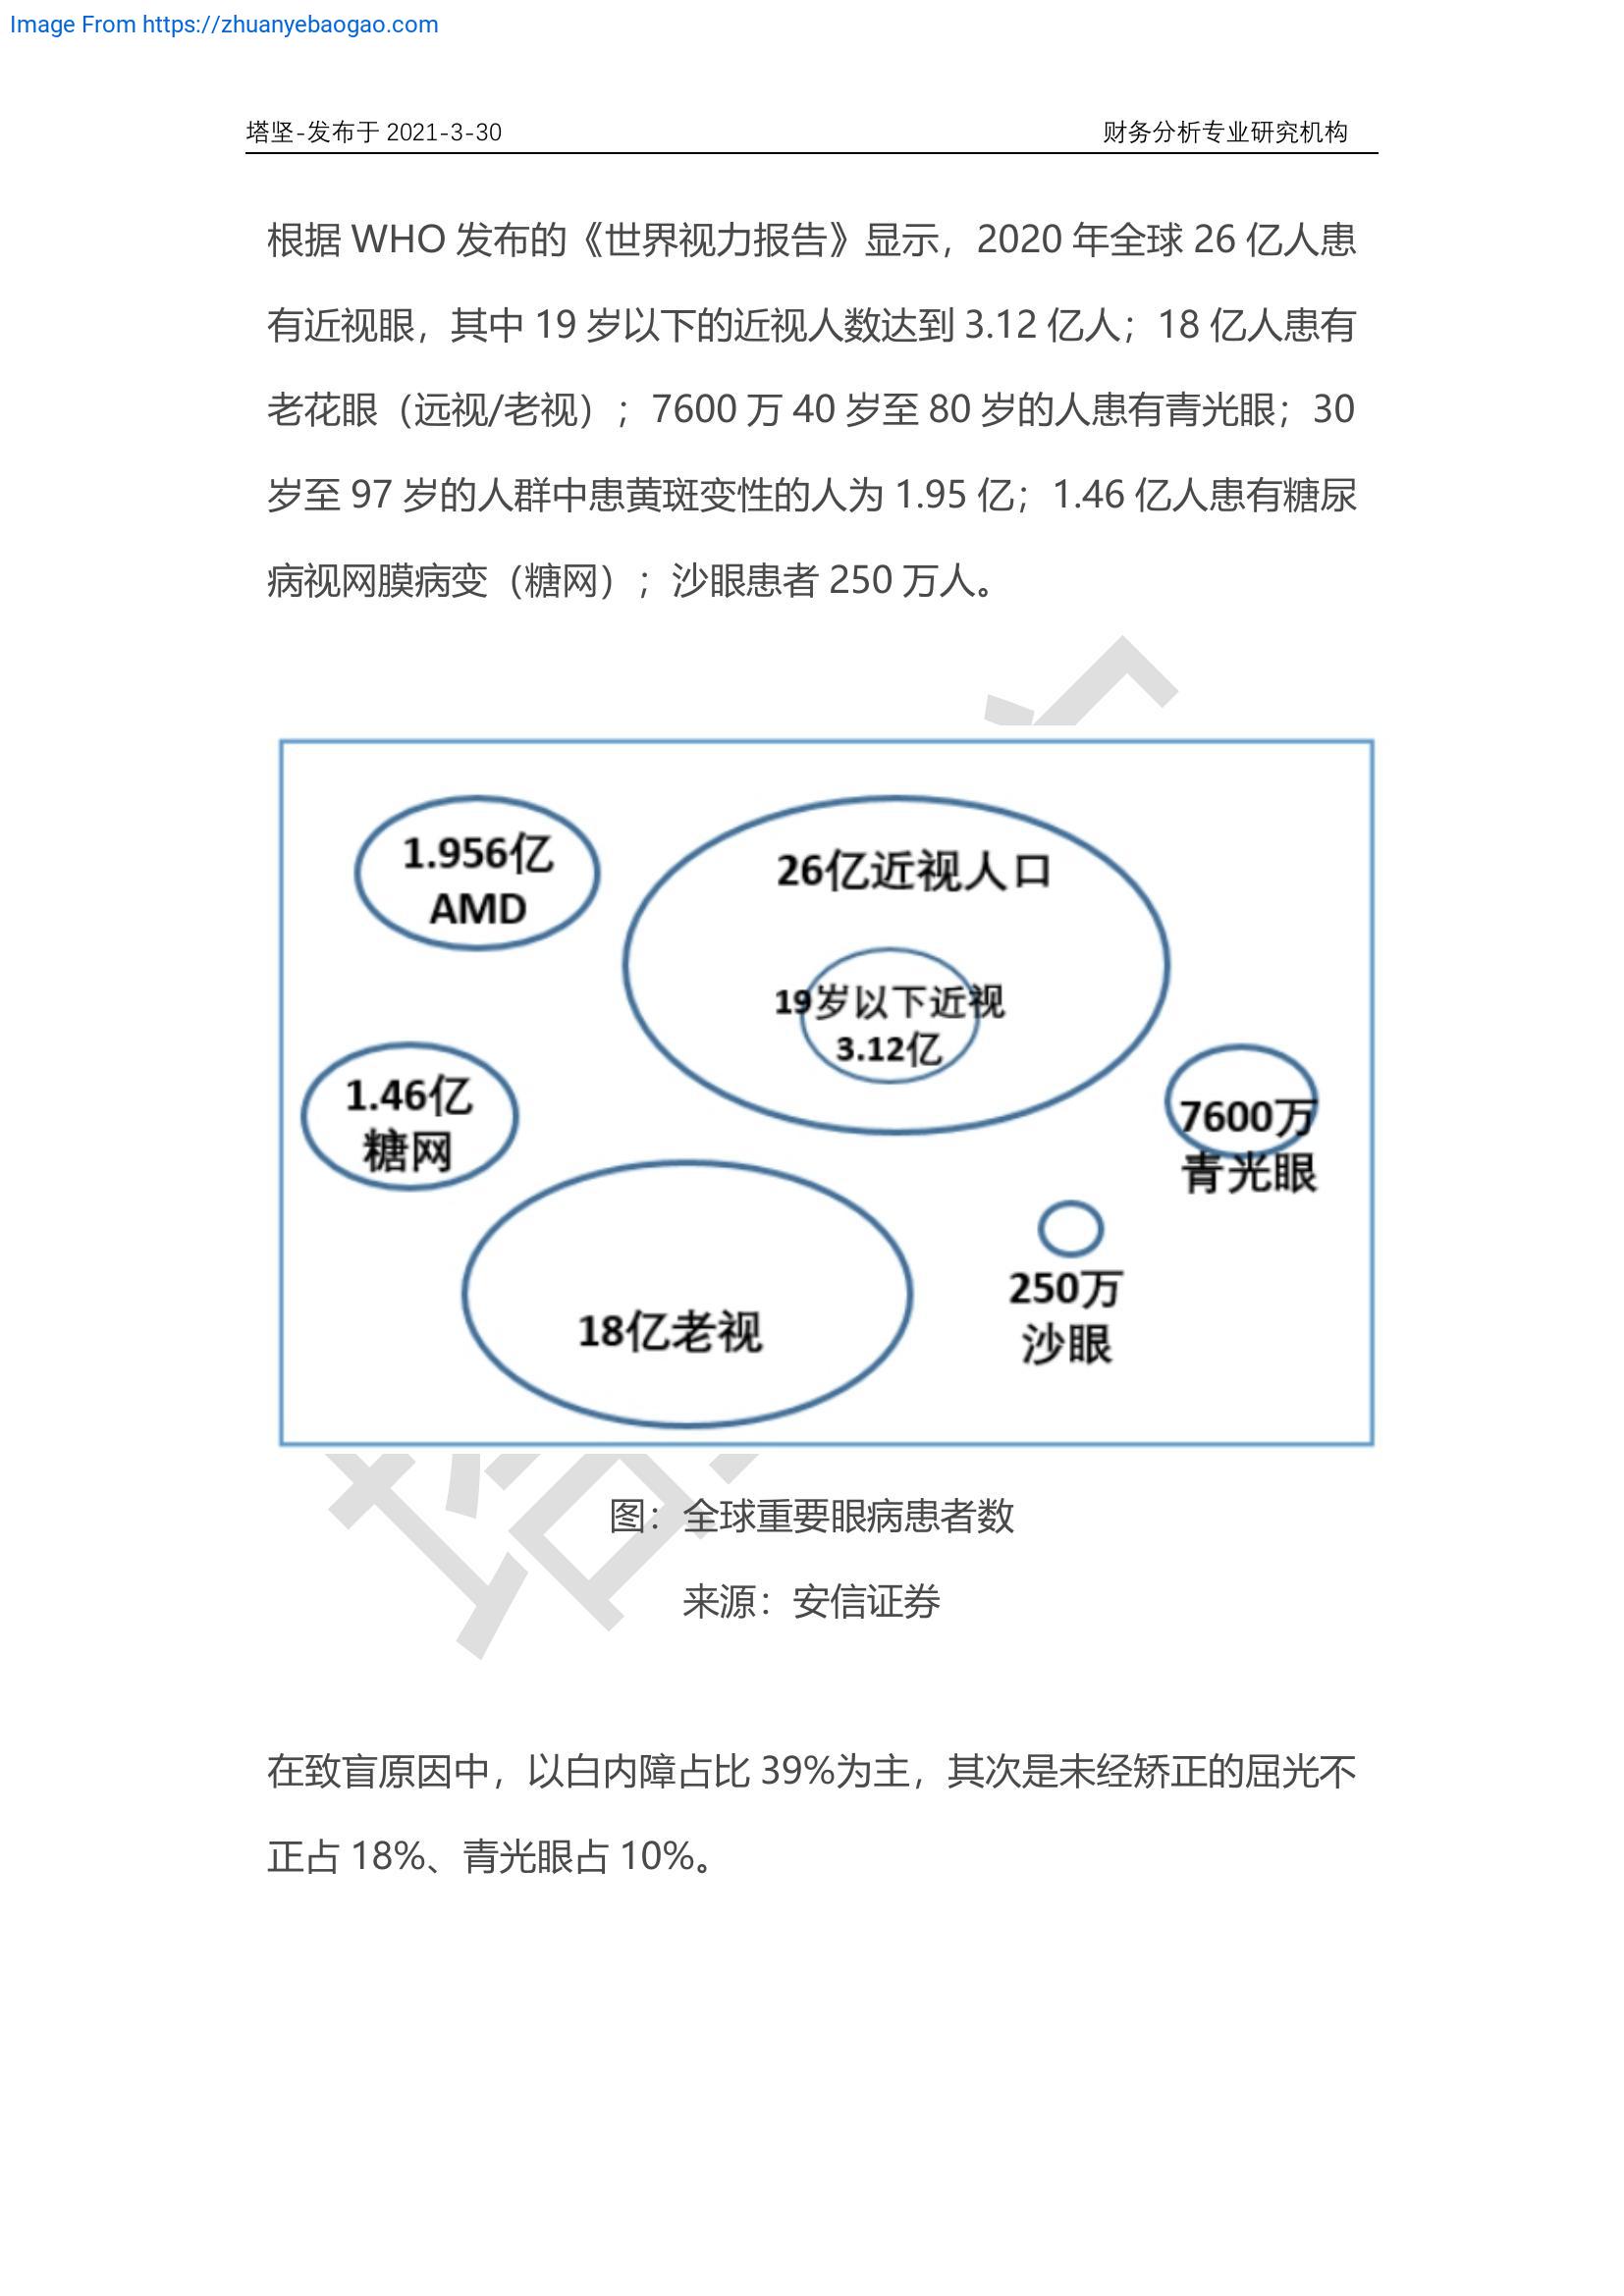 Image From https://zhuanyebaogao.com
塔坚-发布于 2021-3-30 财务分析专业研究机构
根据 WHO 发布的《世界视力报告》显示，2020 年全球 26 亿人患
有近视眼，其中 19 岁以下的近视人数达到 3.12 亿人；18 亿人患有
老花眼（远视/老视）；7600 万 40 岁至 80 岁的人患有青光眼；30
岁至 97 岁的人群中患黄斑变性的人为 1.95 亿；1.46 亿人患有糖尿
病视网膜病变（糖网）；沙眼患者 250 万人。
1.956亿
AMD
26亿近视人口
19岁以下近视
3.12亿
1.46亿
糖网
7600万
青光眼
18亿老视
250万
沙眼
图：全球重要眼病患者数
来源：安信证券
在致盲原因中，以白内障占比 39%为主，其次是未经矫正的屈光不
正占 18%、青光眼占 10%。